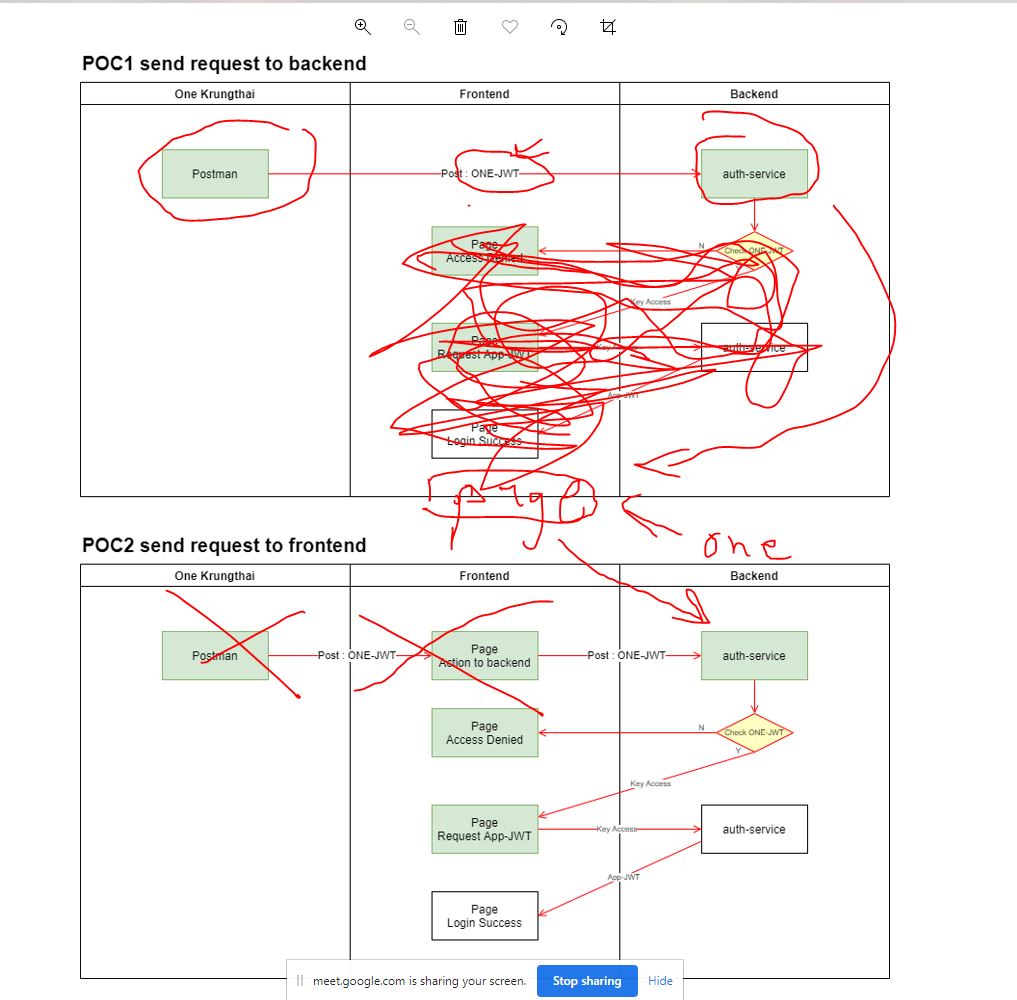 POC1 send request to backend
One Krungthai
Frontend
Backend
Postman
Post : ONE-JWT
auth-service
Page
Access Denied
N
Check ONE-JWT
Key Access
Page
Request App-JWT
auth-service
App-JWT
Page
Login Success
page
one
POC2 send request to frontend
One Krungthai
Frontend
Backend
Postman
Post : ONE-JWT
Page
Action to backend
Post : ONE-JWT
auth-service
Page
Access Denied
N
Check ONE-JWT
Y
Key Access
Page
Request App-JWT
Key Access
auth-service
App-JWT
Page
Login Success
meet.google.com is sharing your screen.
Stop sharing
Hide